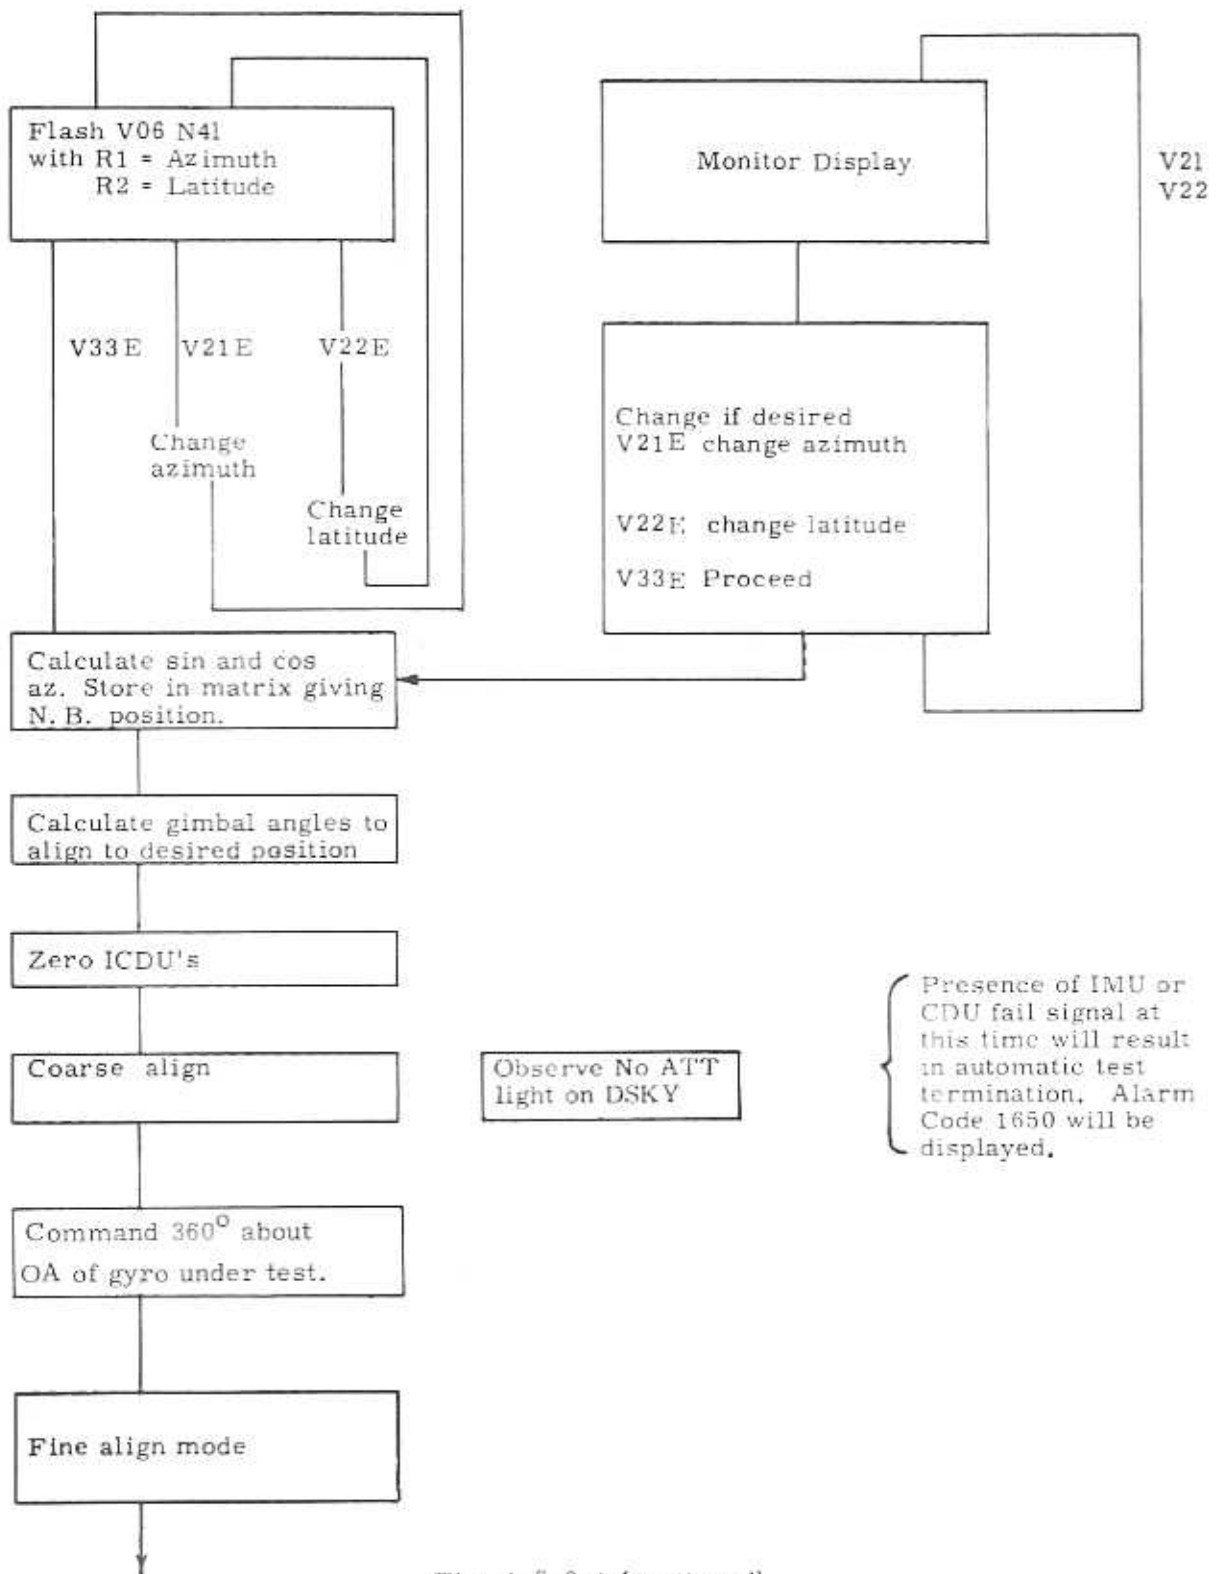 Flash V06 N41
with R1 = Azimuth
R2 = Latitude
V33E
V21E
V22E
Change
azimuth
Change
latitude
Monitor Display
V21
V22
Change if desired
V21E change azimuth
V22E change latitude
V33E Proceed
Calculate sin and cos
az. Store in matrix giving
N. B. position.
Calculate gimbal angles to
align to desired position
Zero ICDU's
Coarse align
Observe No ATT
light on DSKY
Presence of IMU or
CDU fail signal at
this time will result
in automatic test
termination. Alarm
Code 1650 will be
displayed.
Command 360° about
OA of gyro under test.
Fine align mode